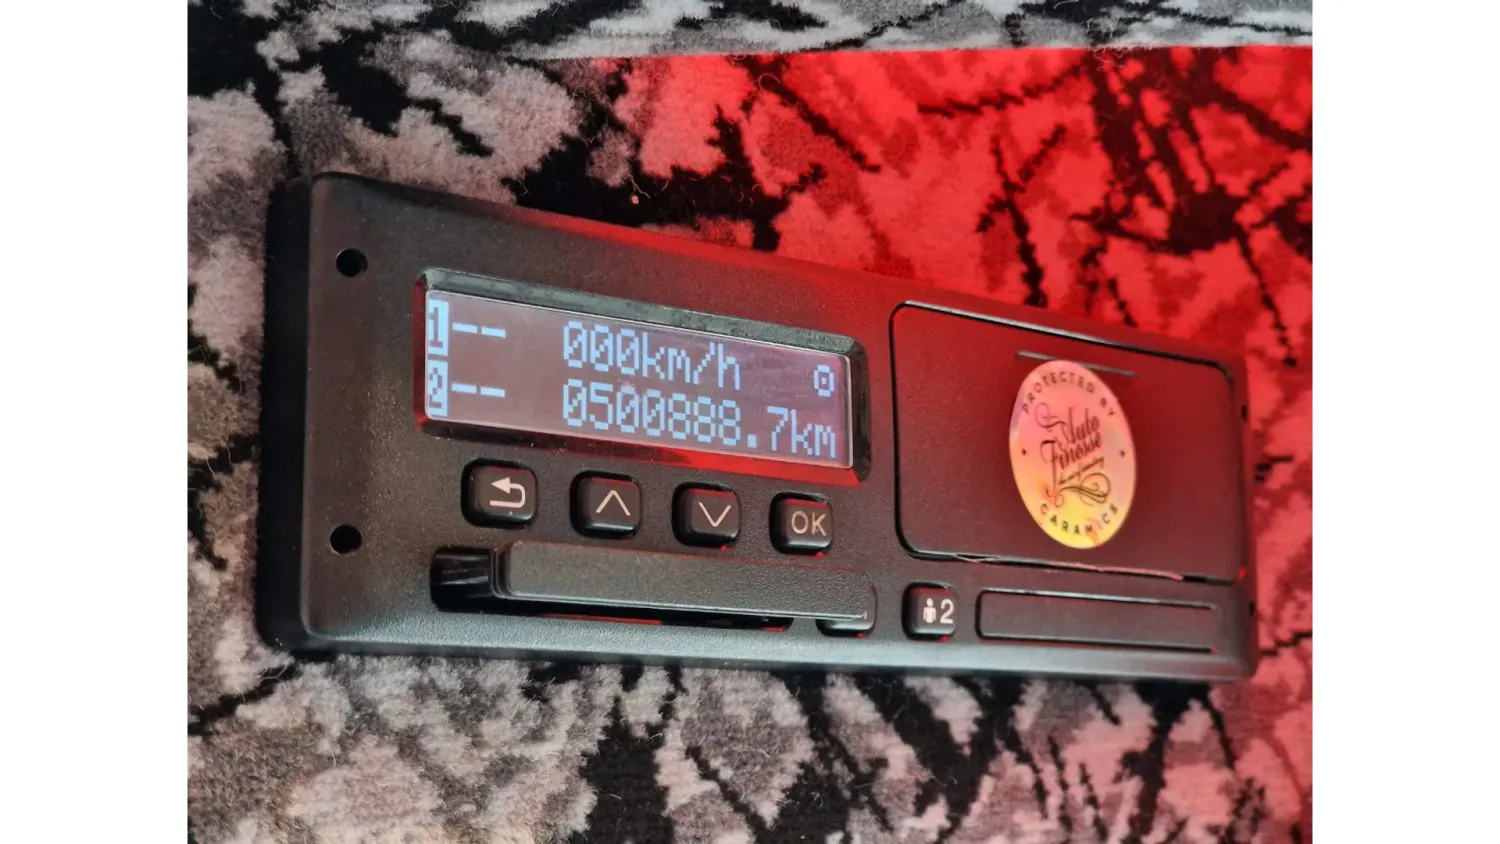 1-- 000km/h
2-- 0500888.7km
OK
2
PROTECTED BY
Auto
Finesse
CARAMICS